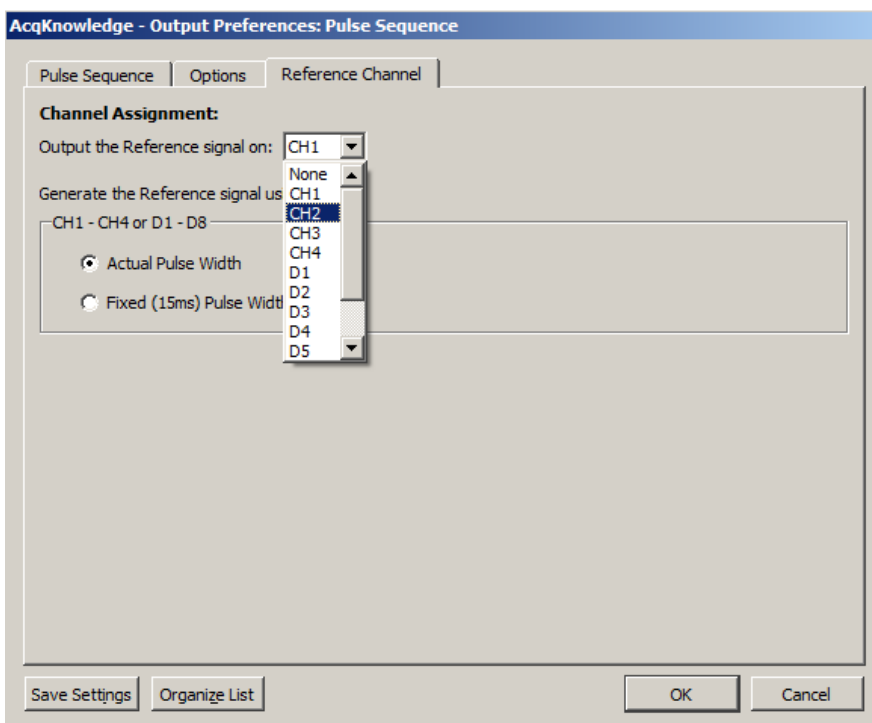 AcqKnowledge - Output Preferences: Pulse Sequence
Pulse Sequence Options Reference Channel
Channel Assignment:
Output the Reference signal on: CH1
None
Generate the Reference signal us CH1
CH1 - CH4 or D1 - D8 CH2
CH3
CH4
Actual Pulse Width
D1
D2
Fixed (15ms) Pulse Widt
D3
D4
D5
Save Settings Organize List OK Cancel